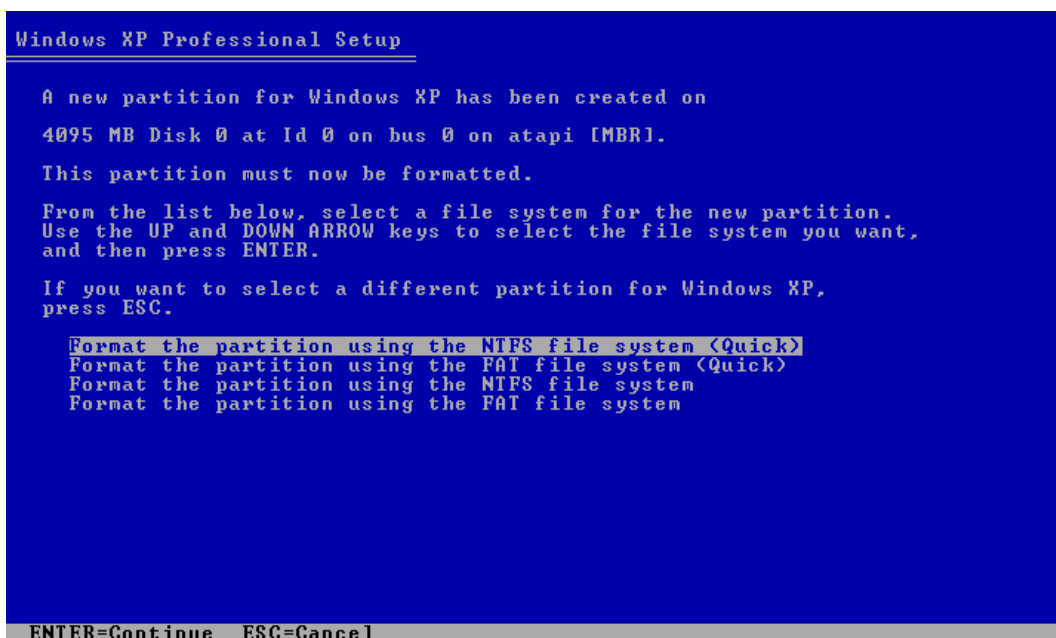 Windows XP Professional Setup
A new partition for Windows XP has been created on
4095 MB Disk 0 at Id 0 on bus 0 on atapi [MBR].
This partition must now be formatted.
From the list below, select a file system for the new partition.
Use the UP and DOWN ARROW keys to select the file system you want,
and then press ENTER.
If you want to select a different partition for Windows XP,
press ESC.
Format the partition using the NTFS file system (Quick)
Format the partition using the FAT file system (Quick)
Format the partition using the NTFS file system
Format the partition using the FAT file system
ENTER=Continue ESC=Cancel